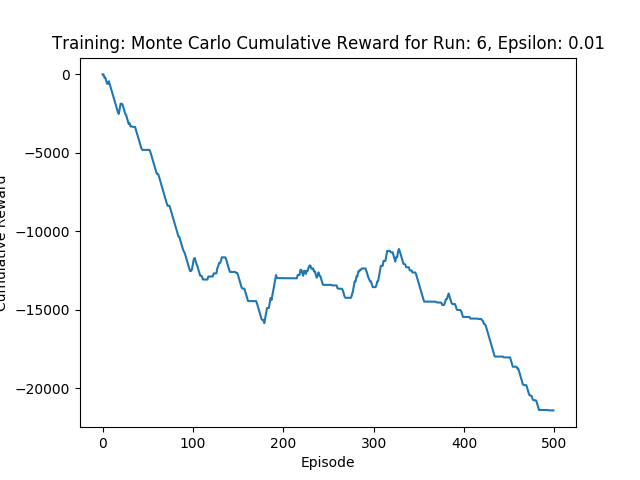 Training: Monte Carlo Cumulative Reward for Run: 6, Epsilon: 0.01
0
−5000
−10000
−15000
−20000
Cumulative Reward
0 100 200 300 400 500
Episode